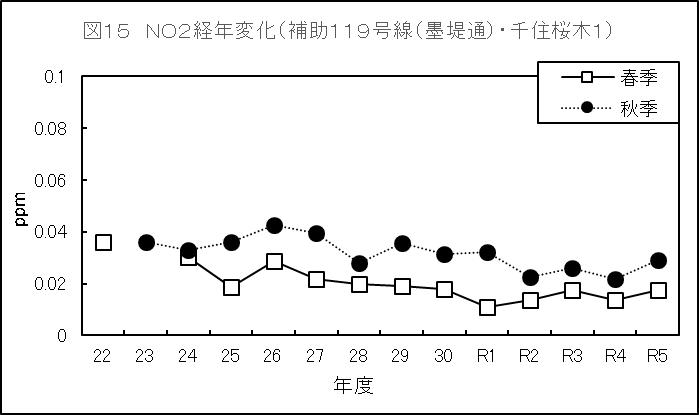 図１５　ＮＯ２経年変化（補助１１９号線（墨堤通）・千住桜木１）
春季
秋季
0.1
0.08
0.06
0.04
0.02
0
ppm
22 23 24 25 26 27 28 29 30 R1 R2 R3 R4 R5
年度